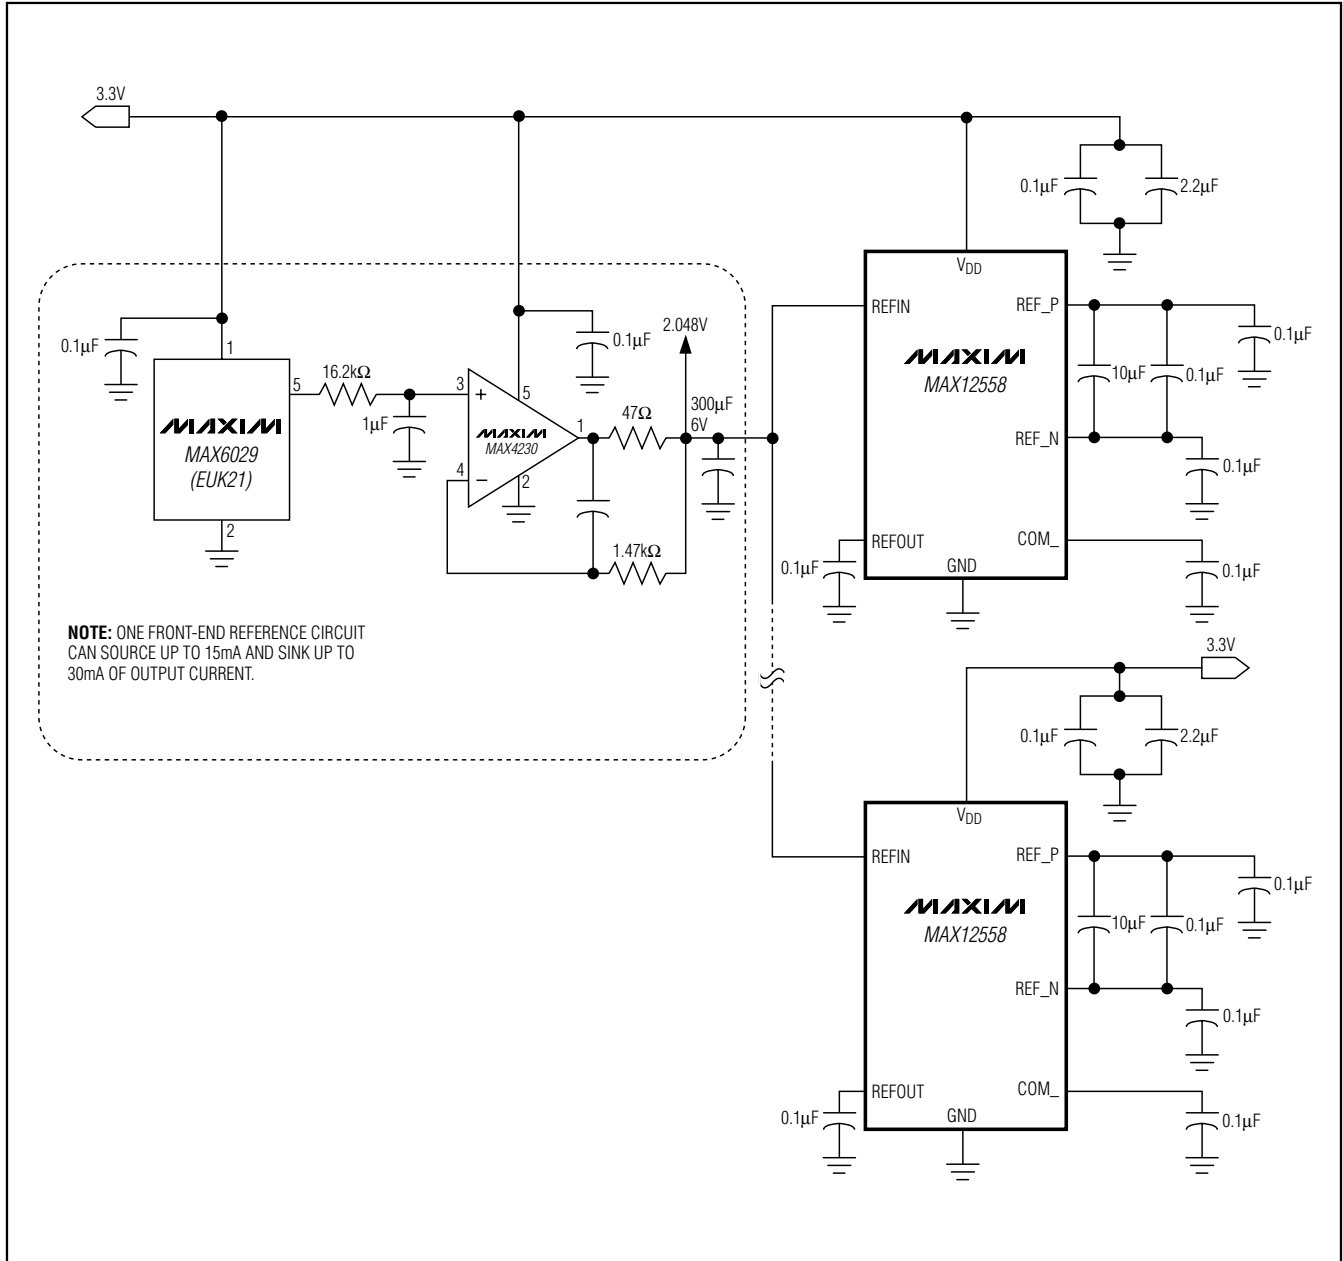 3.3V
0.1µF
2.2µF
VDD
REFIN
REF_P
0.1µF
MAXIM
MAX12558
10µF
0.1µF
REF_N
0.1µF
REFOUT
COM_
0.1µF
GND
0.1µF
0.1µF
1
5
16.2kΩ
MAXIM
MAX6029
(EUK21)
2
1µF
3
+
5
0.1µF
MAXIM
MAX4230
4
−
2
1
47Ω
2.048V
300µF
6V
1.47kΩ
NOTE: ONE FRONT-END REFERENCE CIRCUIT
CAN SOURCE UP TO 15mA AND SINK UP TO
30mA OF OUTPUT CURRENT.
3.3V
0.1µF
2.2µF
VDD
REFIN
REF_P
0.1µF
MAXIM
MAX12558
10µF
0.1µF
REF_N
0.1µF
REFOUT
COM_
0.1µF
GND
0.1µF